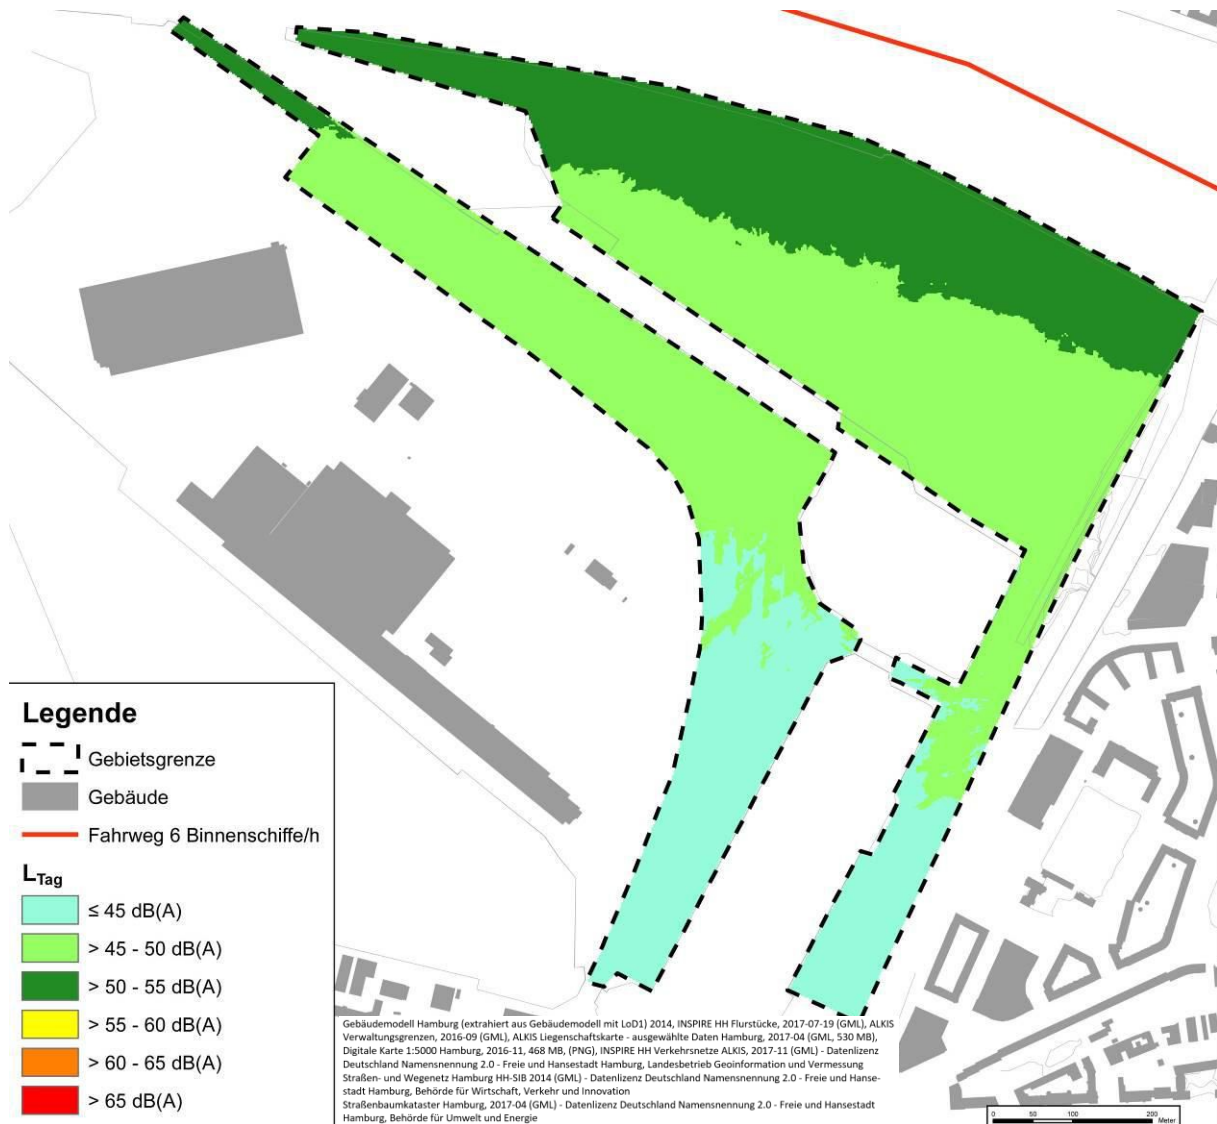 Legende
Gebietsgrenze
Gebäude
Fahrweg 6 Binnenschiffe/h
LTag
≤ 45 dB(A)
> 45 - 50 dB(A)
> 50 - 55 dB(A)
> 55 - 60 dB(A)
> 60 - 65 dB(A)
> 65 dB(A)
Gebäudemodell Hamburg (extrahiert aus Gebäudemodell mit LoD1) 2014, INSPIRE HH Flurstücke, 2017-07-19 (GML), ALKIS
Verwaltungsgrenzen, 2016-09 (GML), ALKIS Liegenschaftskarte - ausgewählte Daten Hamburg, 2017-04 (GML, 530 MB),
Digitale Karte 1:5000 Hamburg, 2016-11, 468 MB, (PNG), INSPIRE HH Verkehrsnetze ALKIS, 2017-11 (GML) - Datenlizenz
Deutschland Namensnennung 2.0 - Freie und Hansestadt Hamburg, Landesbetrieb Geoinformation und Vermessung
Straßen- und Wegenetz Hamburg HH-SIB 2014 (GML) - Datenlizenz Deutschland Namensnennung 2.0 - Freie und Hanse-
stadt Hamburg, Behörde für Wirtschaft, Verkehr und Innovation
Straßenbaumkataster Hamburg, 2017-04 (GML) - Datenlizenz Deutschland Namensnennung 2.0 - Freie und Hansestadt
Hamburg, Behörde für Umwelt und Energie
0 50 100 200
Meter